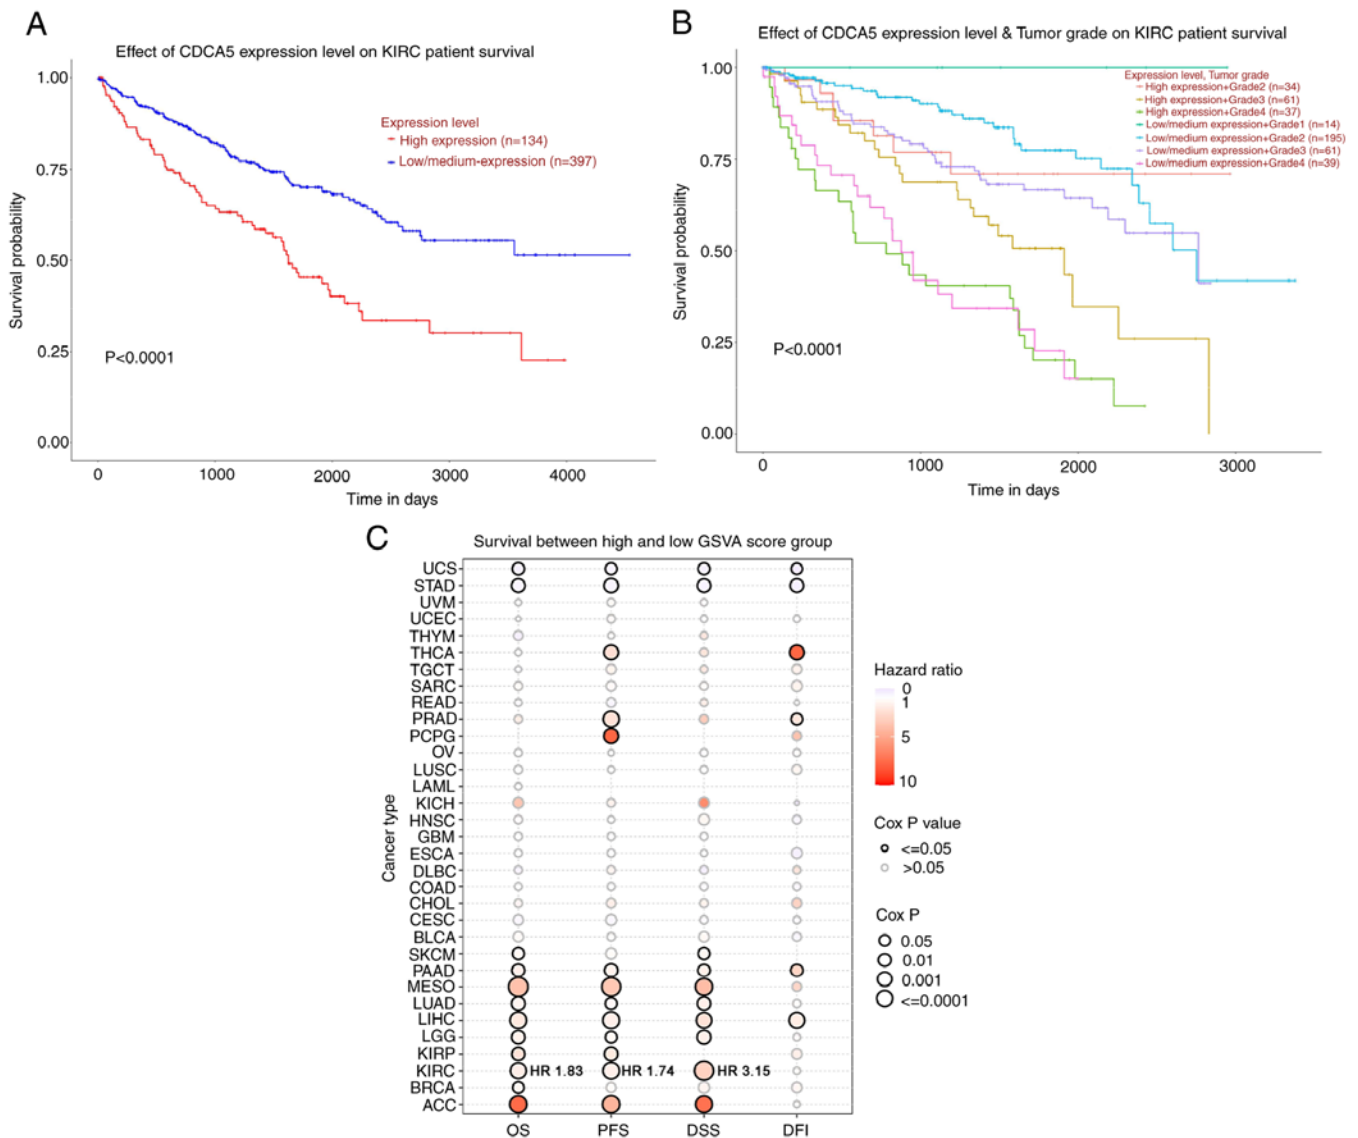 A
Effect of CDCA5 expression level on KIRC patient survival
1.00
0.75
0.50
0.25
0.00
Survival probability
Expression level
High expression (n=134)
Low/medium-expression (n=397)
P<0.0001
0 1000 2000 3000 4000
Time in days
B
Effect of CDCA5 expression level & Tumor grade on KIRC patient survival
1.00
0.75
0.50
0.25
0.00
Survival probability
Expression level, Tumor grade
High expression+Grade2 (n=34)
High expression+Grade3 (n=61)
High expression+Grade4 (n=37)
Low/medium expression+Grade1 (n=14)
Low/medium expression+Grade2 (n=195)
Low/medium expression+Grade3 (n=61)
Low/medium expression+Grade4 (n=39)
P<0.0001
0 1000 2000 3000
Time in days
C
Survival between high and low GSVA score group
Cancer type
UCS
STAD
UVM
UCEC
THYM
THCA
TGCT
SARC
READ
PRAD
PCPG
OV
LUSC
LAML
KICH
HNSC
GBM
ESCA
DLBC
COAD
CHOL
CESC
BLCA
SKCM
PAAD
MESO
LUAD
LIHC
LGG
KIRP
KIRC HR 1.83 HR 1.74 HR 3.15
BRCA
ACC
OS PFS DSS DFI
Hazard ratio
0
1
5
10
Cox P value
<=0.05
>0.05
Cox P
0.05
0.01
0.001
<=0.0001